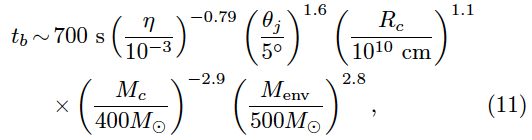 t_b ∼ 700 s (η/10^{-3})^{-0.79} (θ_j/5°)^{1.6} (R_c/10^{10} cm)^{1.1}
× (M_c/400M_⊙)^{-2.9} (M_env/500M_⊙)^{2.8}, (11)